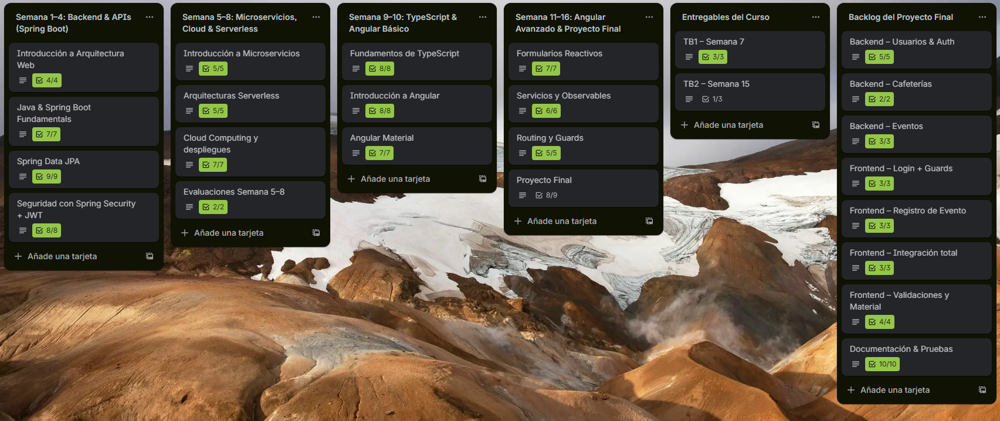 Semana 1–4: Backend & APIs
(Spring Boot)
Introducción a Arquitectura
Web
4/4
Java & Spring Boot
Fundamentals
7/7
Spring Data JPA
9/9
Seguridad con Spring Security
+ JWT
8/8
Añade una tarjeta
Semana 5–8: Microservicios,
Cloud & Serverless
Introducción a Microservicios
5/5
Arquitecturas Serverless
5/5
Cloud Computing y
despliegues
7/7
Evaluaciones Semana 5–8
2/2
Añade una tarjeta
Semana 9–10: TypeScript &
Angular Básico
Fundamentos de TypeScript
8/8
Introducción a Angular
8/8
Angular Material
7/7
Añade una tarjeta
Semana 11–16: Angular
Avanzado & Proyecto Final
Formularios Reactivos
7/7
Servicios y Observables
6/6
Routing y Guards
5/5
Proyecto Final
8/9
Añade una tarjeta
Entregables del Curso
TB1 – Semana 7
3/3
TB2 – Semana 15
1/3
Añade una tarjeta
Backlog del Proyecto Final
Backend – Usuarios & Auth
5/5
Backend – Cafeterías
2/2
Backend – Eventos
3/3
Frontend – Login + Guards
3/3
Frontend – Registro de Evento
3/3
Frontend – Integración total
3/3
Frontend – Validaciones y
Material
4/4
Documentación & Pruebas
10/10
Añade una tarjeta